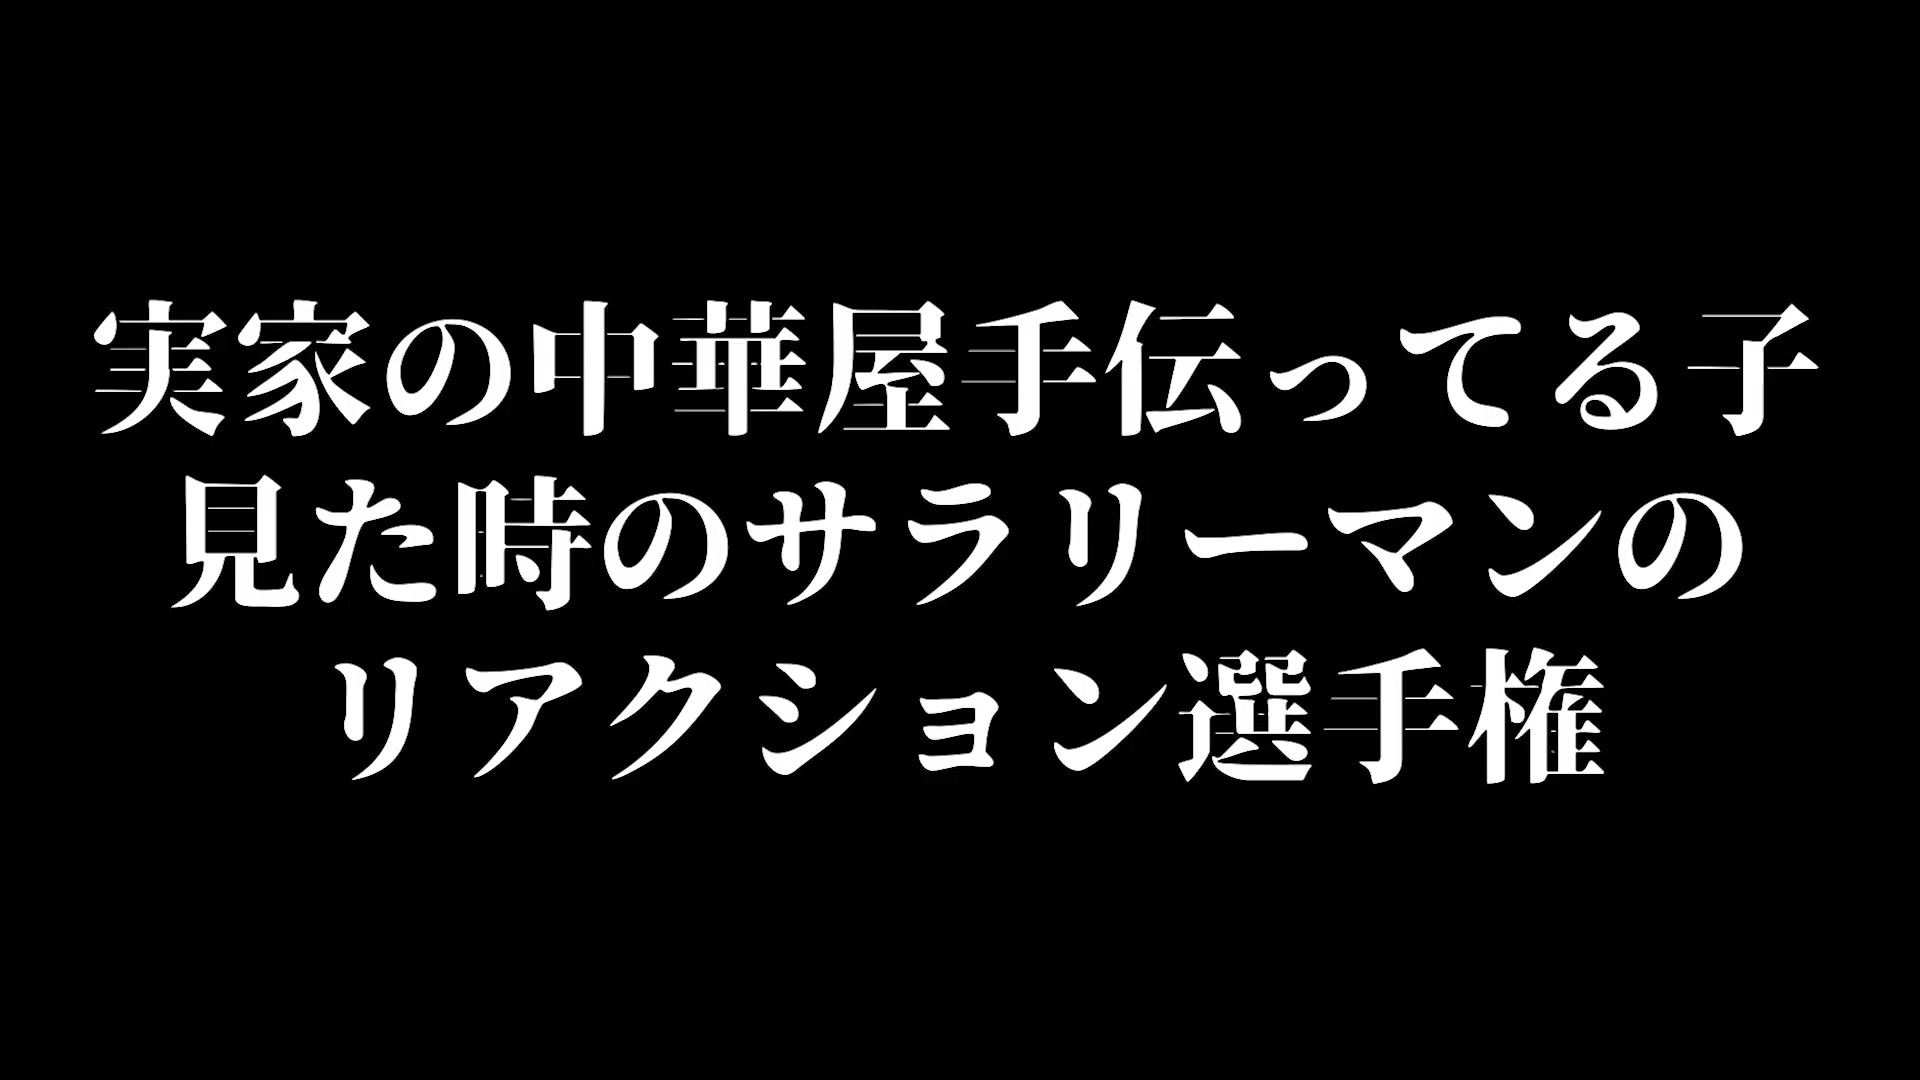 実家の中華屋手伝ってる子
見た時のサラリーマンの
リアクション選手権